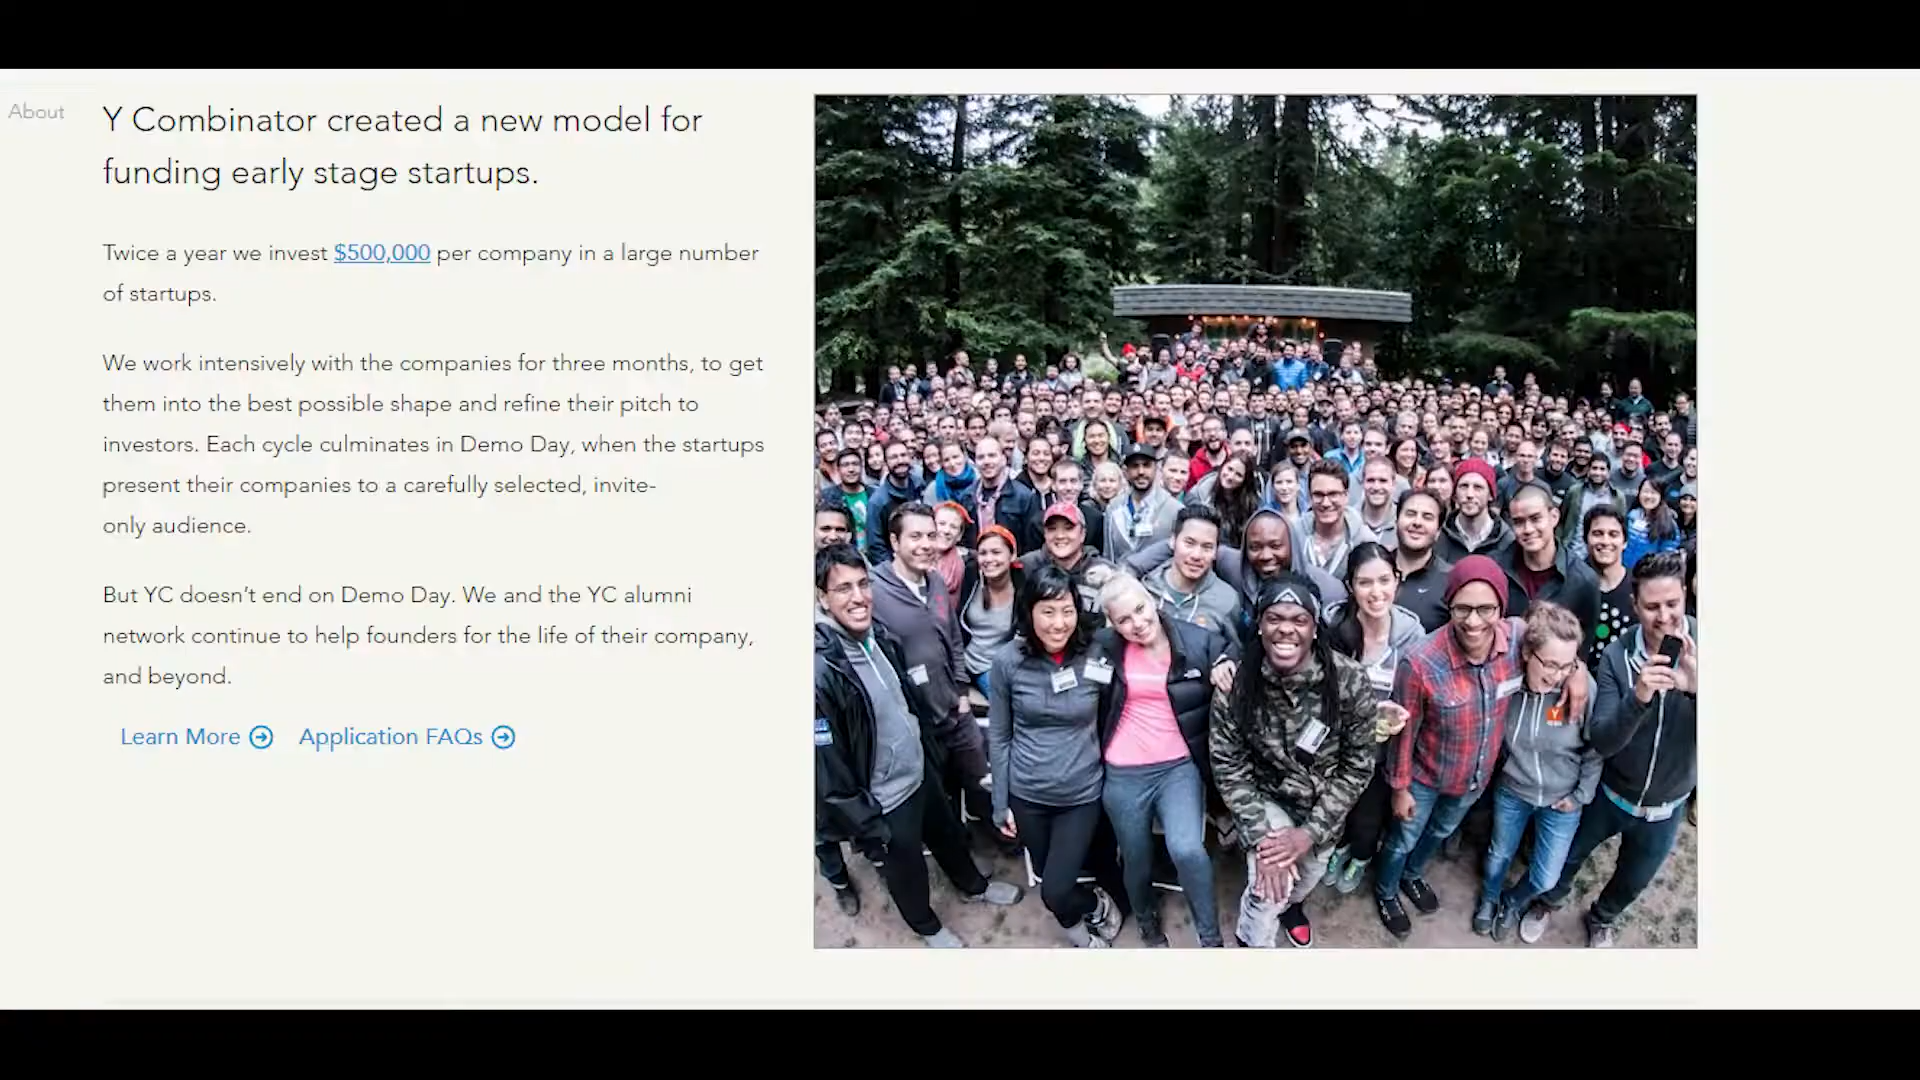 About
Y Combinator created a new model for
funding early stage startups.
Twice a year we invest $500,000 per company in a large number
of startups.
We work intensively with the companies for three months, to get
them into the best possible shape and refine their pitch to
investors. Each cycle culminates in Demo Day, when the startups
present their companies to a carefully selected, invite-
only audience.
But YC doesn’t end on Demo Day. We and the YC alumni
network continue to help founders for the life of their company,
and beyond.
Learn More
Application FAQs